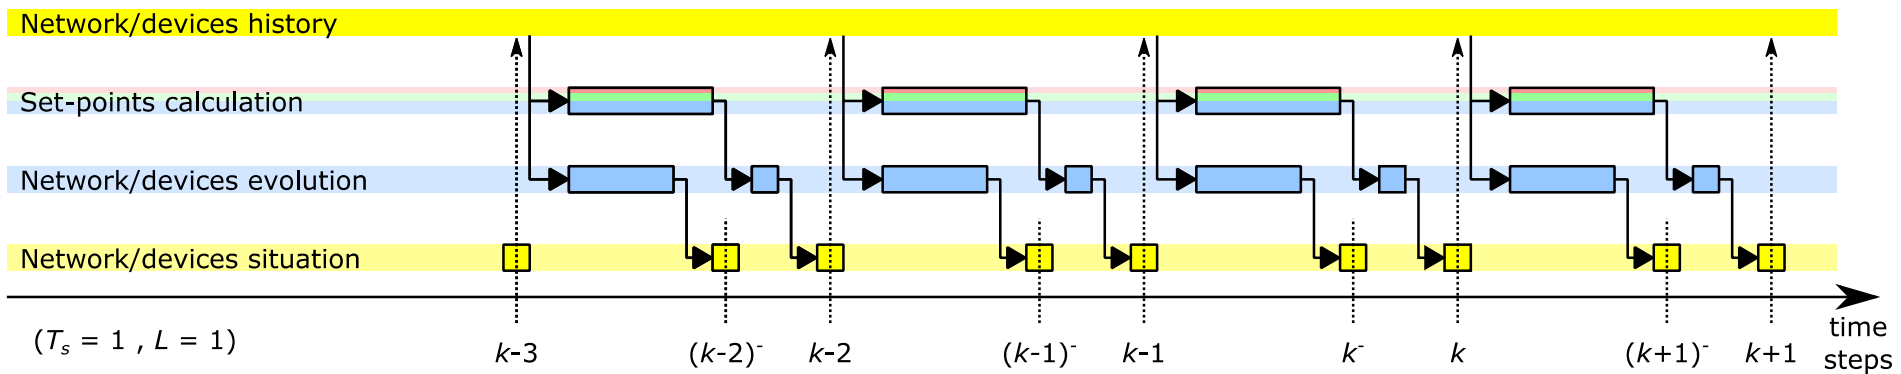 Network/devices history
Set-points calculation
Network/devices evolution
Network/devices situation
(Ts = 1 , L = 1)
k-3
(k-2)-
k-2
(k-1)-
k-1
k-
k
(k+1)-
k+1
time
steps